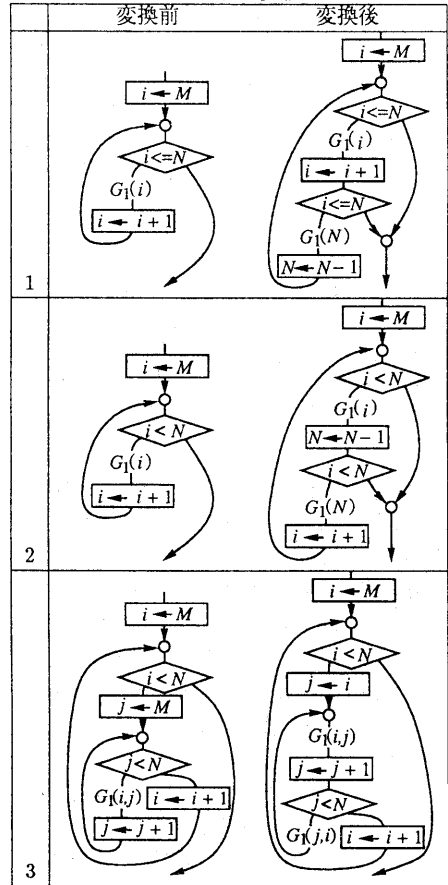 変換前 変換後
i ← M
i<=N
G1(i)
i ← i+1
i ← M
i<=N
G1(i)
i ← i+1
i<=N
G1(N)
N← N−1
1
i ← M
i < N
G1(i)
i ← i+1
i ← M
i < N
G1(i)
N← N−1
i < N
G1(N)
i ← i+1
2
i ← M
i < N
j ← M
j < N
G1(i,j)
i ← i+1
j ← j+1
i ← M
i < N
j ← i
G1(i,j)
j ← j+1
j< N
G1(j,i)
i ← i+1
3